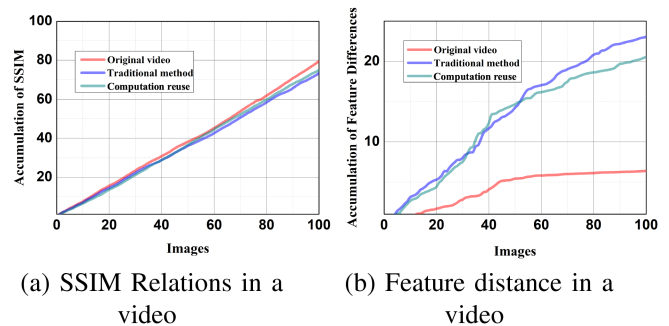 Accumulation of SSIM
100
80
60
40
20
Original video
Traditional method
Computation reuse
0
20
40
60
80
100
Images
(a) SSIM Relations in a
video
Accumulation of Feature Differences
20
10
Original video
Traditional method
Computation reuse
0
20
40
60
80
100
Images
(b) Feature distance in a
video